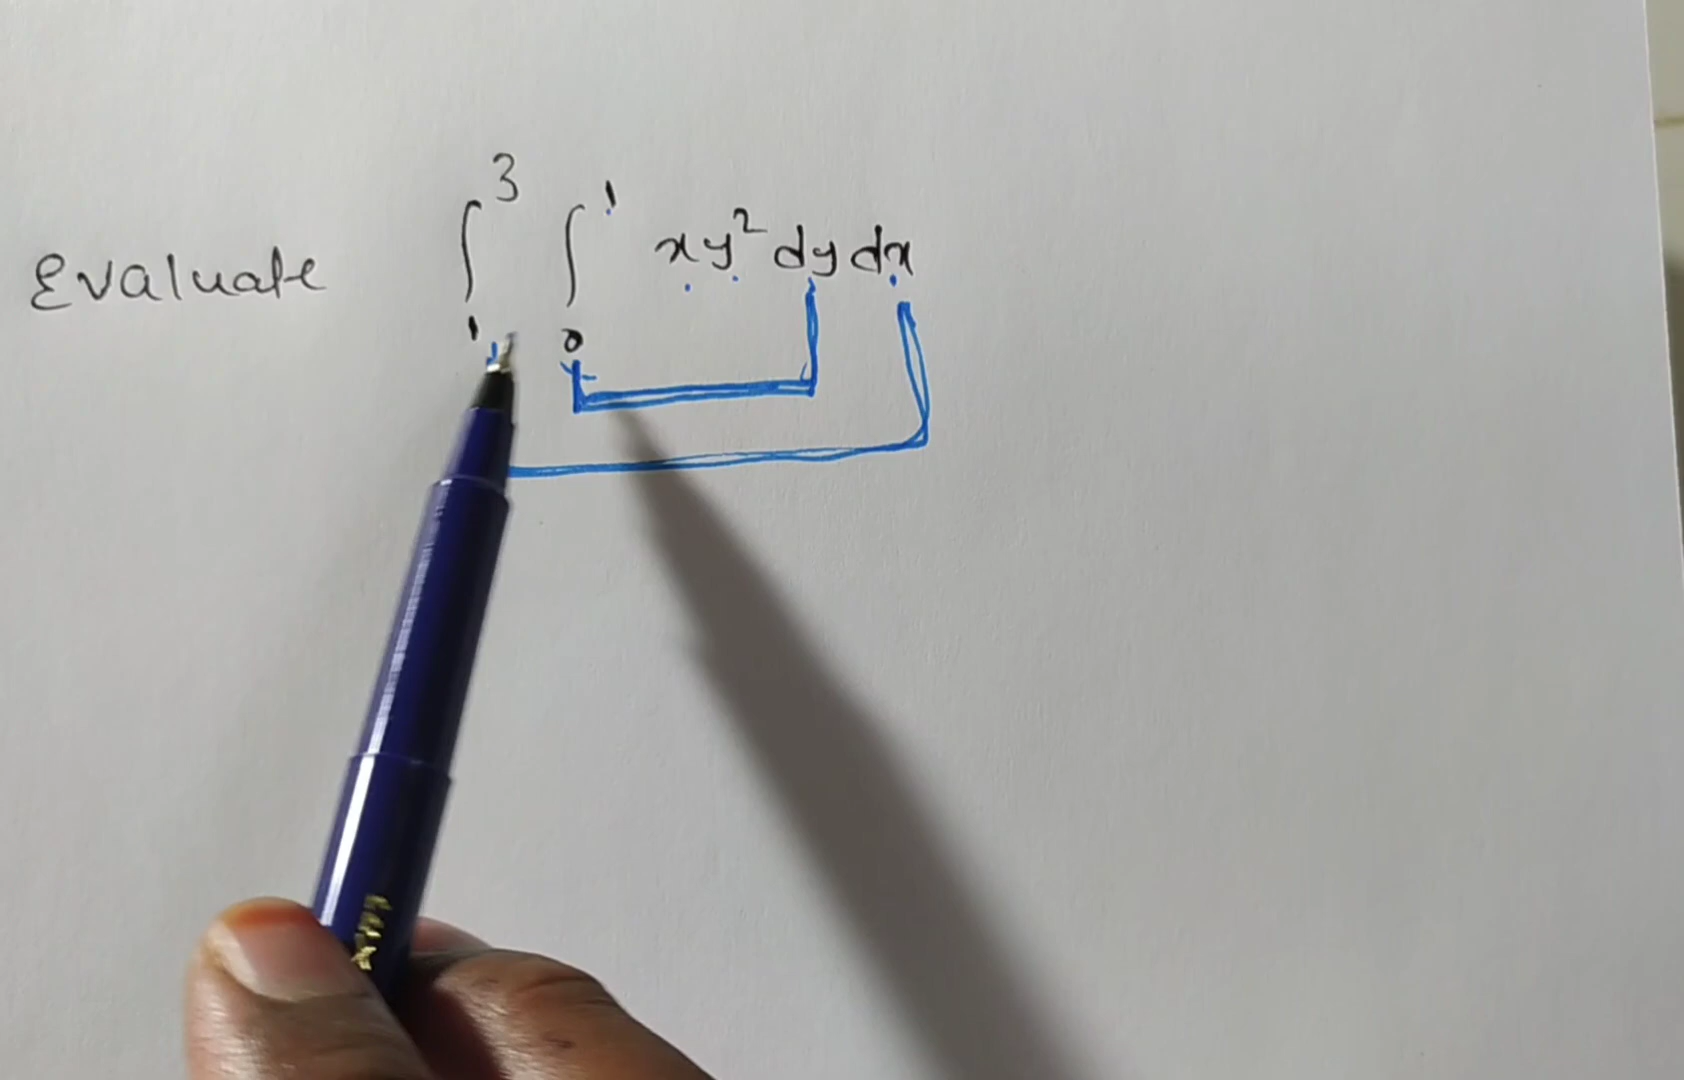 Evaluate ∫₁³ ∫₀¹ xy² dy dx